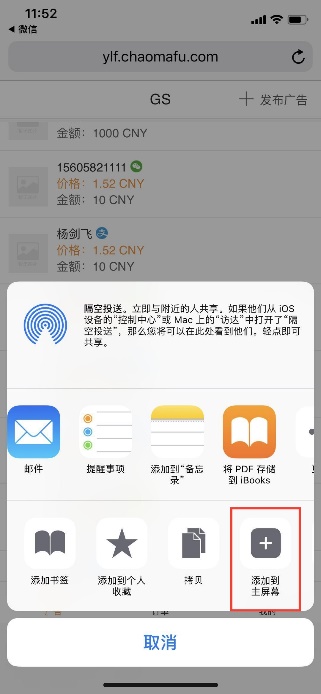 11:52
微信
ylf.chaomafu.com
GS
发布广告
金额：1000 CNY
15605821111
价格：1.52 CNY
金额：10 CNY
杨剑飞
价格：1.52 CNY
金额：10 CNY
隔空投送。立即与附近的人共享。如果他们从 iOS
设备的“控制中心”或 Mac 上的“访达”中打开了“隔
空投送”，那么您将可以在此处看到他们，轻点即可
共享。
邮件
提醒事项
添加到“备忘
录”
将 PDF 存储
到 iBooks
添加书签
添加到个人
收藏
拷贝
添加到
主屏幕
取消